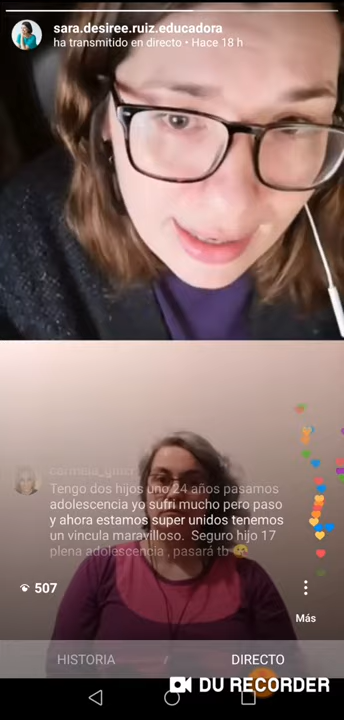 sara.desiree.ruiz.educadora
ha transmitido en directo • Hace 18 h
Tengo dos hijos uno 24 años pasamos
adolescencia yo sufri mucho pero paso
y ahora estamos super unidos tenemos
un vincula maravilloso. Seguro hijo 17
plena adolescencia , pasará tb
507
Más
HISTORIA / DIRECTO
DU RECORDER